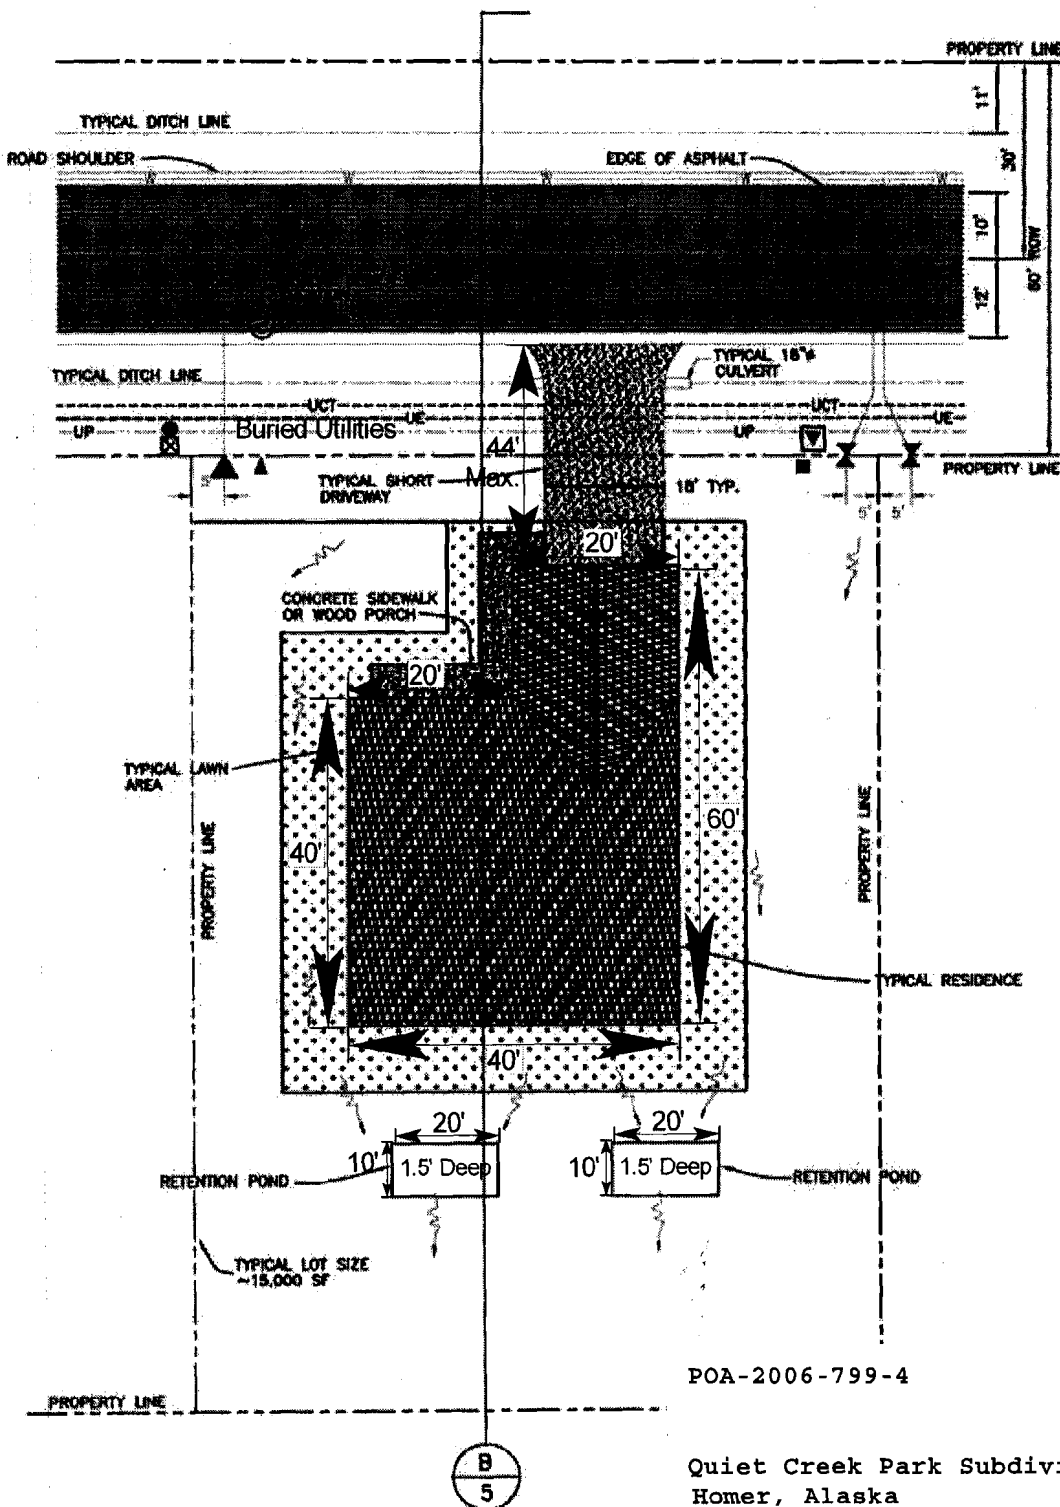 PROPERTY LINE
11'
TYPICAL DITCH LINE
30'
ROAD SHOULDER
EDGE OF ASPHALT
W W W W
10'
60' ROW
12'
TYPICAL 18"ø
CULVERT
TYPICAL DITCH LINE
UCT UCT
UE UE
UP Buried Utilities UP
44'
Max.
PROPERTY LINE
TYPICAL SHORT
DRIVEWAY
18' TYP.
5'
5' 5'
20'
CONCRETE SIDEWALK
OR WOOD PORCH
20'
TYPICAL LAWN
AREA
PROPERTY LINE
40'
60'
PROPERTY LINE
TYPICAL RESIDENCE
40'
20' 20'
10' 1.5' Deep 10' 1.5' Deep
RETENTION POND RETENTION POND
TYPICAL LOT SIZE
~15,000 SF
POA-2006-799-4
PROPERTY LINE
B
5
Quiet Creek Park Subdiv
Homer, Alaska